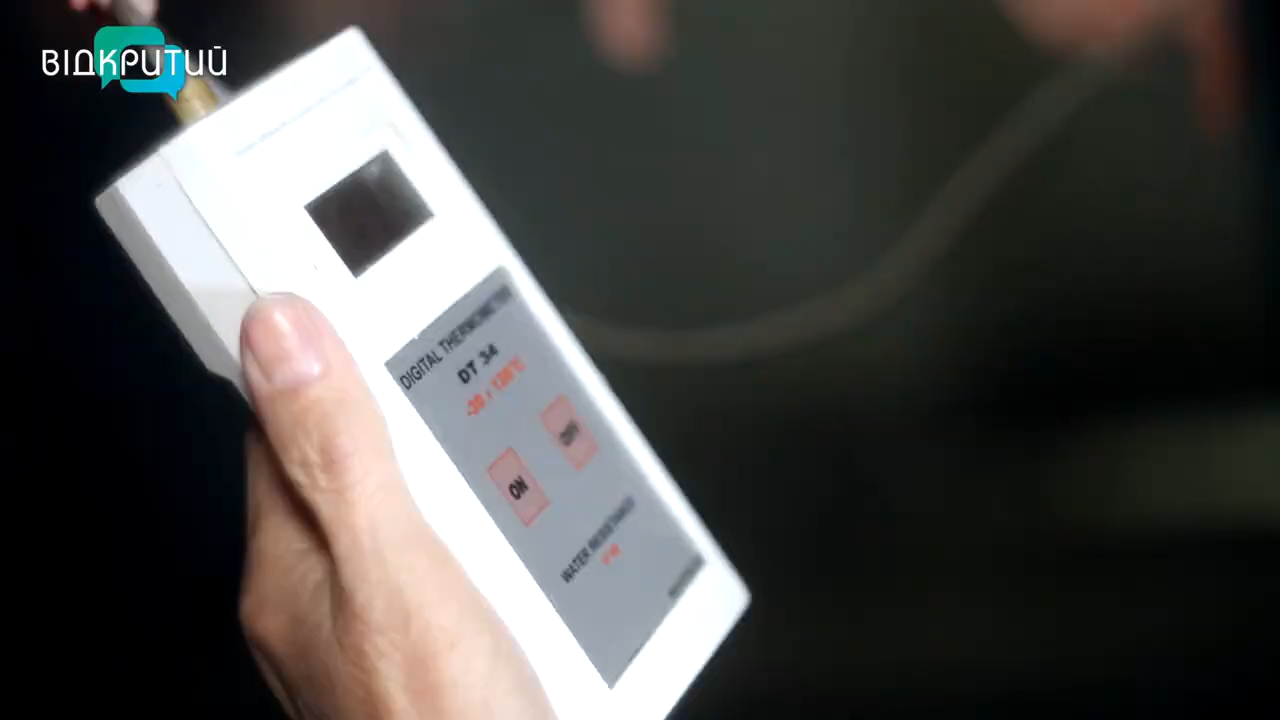 ВІДКРИТИЙ
DIGITAL THERMOMETER
DT 34
ON
OFF
WATER RESISTANCE